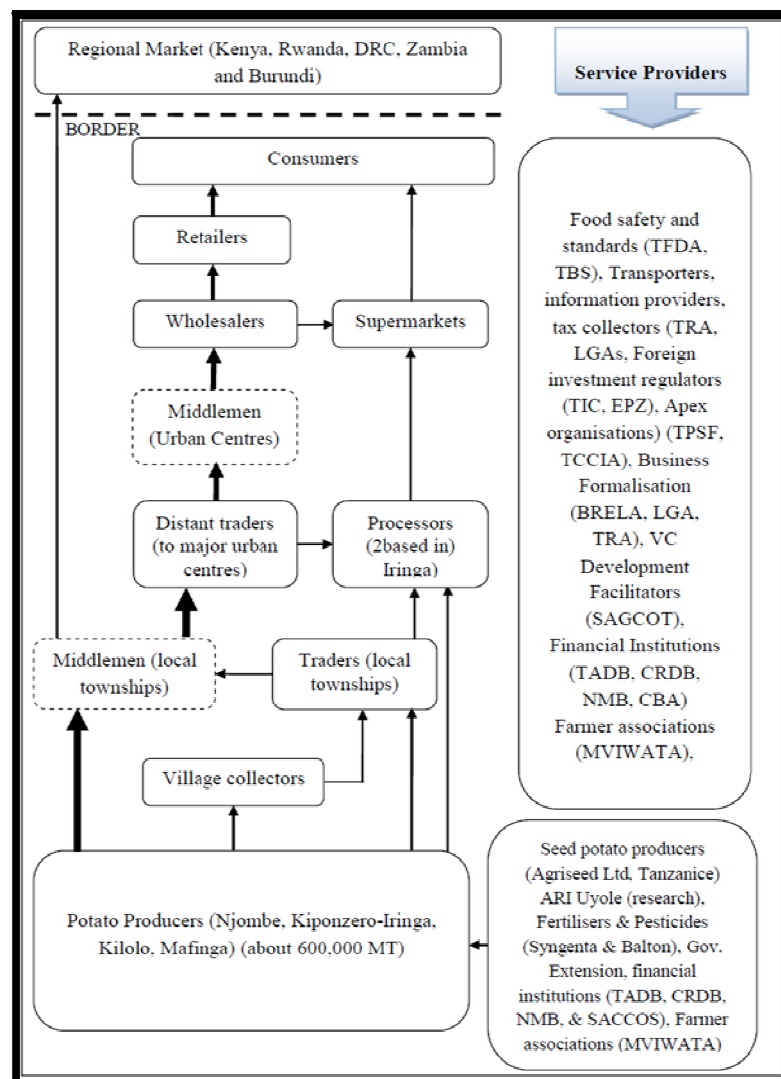 Regional Market (Kenya, Rwanda, DRC, Zambia
and Burundi)
BORDER
Consumers
Retailers
Wholesalers
Supermarkets
Middlemen
(Urban Centres)
Distant traders
(to major urban
centres)
Processors
(2based in)
Iringa)
Middlemen (local
townships)
Traders (local
townships)
Village collectors
Potato Producers (Njombe, Kiponzero-Iringa,
Kilolo, Mafinga) (about 600,000 MT)
Service Providers
Food safety and
standards (TFDA,
TBS), Transporters,
information providers,
tax collectors (TRA,
LGAs, Foreign
investment regulators
(TIC, EPZ), Apex
organisations) (TPSF,
TCCIA), Business
Formalisation
(BRELA, LGA,
TRA), VC
Development
Facilitators
(SAGCOT),
Financial Institutions
(TADB, CRDB,
NMB, CBA)
Farmer associations
(MVIWATA),
Seed potato producers
(Agriseed Ltd, Tanzanice)
ARI Uyole (research),
Fertilisers & Pesticides
(Syngenta & Balton), Gov.
Extension, financial
institutions (TADB, CRDB,
NMB, & SACCOS), Farmer
associations (MVIWATA)